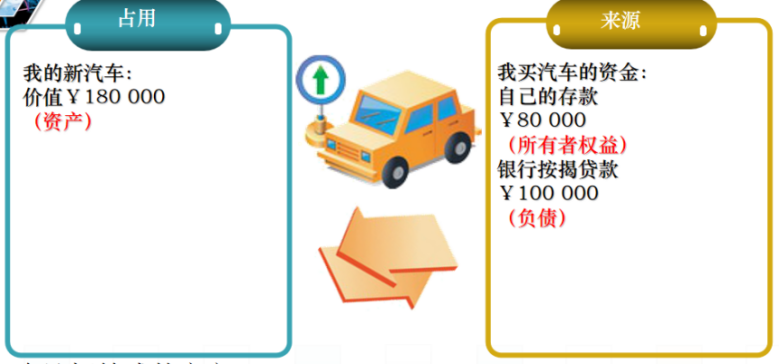 占用
我的新汽车：
价值￥180 000
（资产）
来源
我买汽车的资金：
自己的存款
￥80 000
（所有者权益）
银行按揭贷款
￥100 000
（负债）